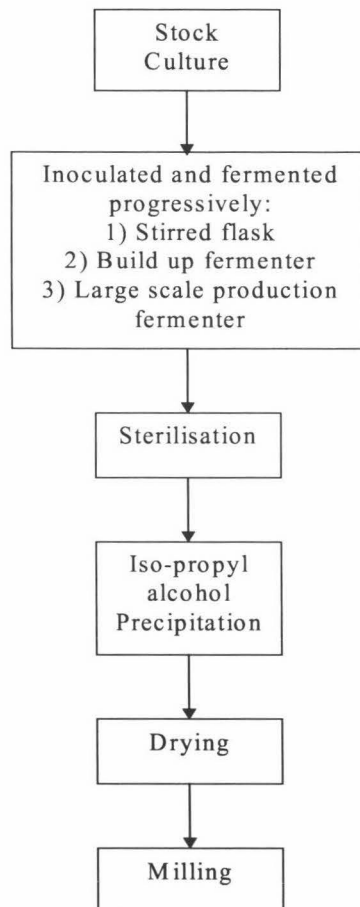 Stock
Culture
Inoculated and fermented
progressively:
1) Stirred flask
2) Build up fermenter
3) Large scale production
fermenter
Sterilisation
Iso-propyl
alcohol
Precipitation
Drying
Milling